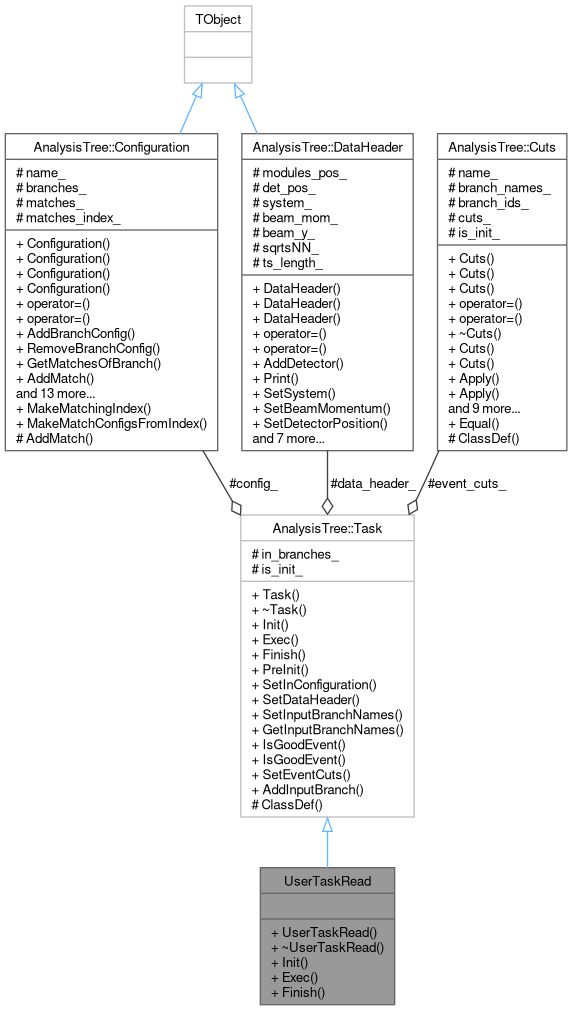 TObject
AnalysisTree::Configuration
# name_
# branches_
# matches_
# matches_index_
+ Configuration()
+ Configuration()
+ Configuration()
+ Configuration()
+ operator=()
+ operator=()
+ AddBranchConfig()
+ RemoveBranchConfig()
+ GetMatchesOfBranch()
+ AddMatch()
and 13 more...
+ MakeMatchingIndex()
+ MakeMatchConfigsFromIndex()
# AddMatch()
AnalysisTree::DataHeader
# modules_pos_
# det_pos_
# system_
# beam_mom_
# beam_y_
# sqrtsNN_
# ts_length_
+ DataHeader()
+ DataHeader()
+ DataHeader()
+ operator=()
+ operator=()
+ AddDetector()
+ Print()
+ SetSystem()
+ SetBeamMomentum()
+ SetDetectorPosition()
and 7 more...
AnalysisTree::Cuts
# name_
# branch_names_
# branch_ids_
# cuts_
# is_init_
+ Cuts()
+ Cuts()
+ Cuts()
+ operator=()
+ operator=()
+ ~Cuts()
+ Cuts()
+ Cuts()
+ Apply()
+ Apply()
and 9 more...
+ Equal()
# ClassDef()
#config_
#data_header_
#event_cuts_
AnalysisTree::Task
# in_branches_
# is_init_
+ Task()
+ ~Task()
+ Init()
+ Exec()
+ Finish()
+ PreInit()
+ SetInConfiguration()
+ SetDataHeader()
+ SetInputBranchNames()
+ GetInputBranchNames()
+ IsGoodEvent()
+ IsGoodEvent()
+ SetEventCuts()
+ AddInputBranch()
# ClassDef()
UserTaskRead
+ UserTaskRead()
+ ~UserTaskRead()
+ Init()
+ Exec()
+ Finish()